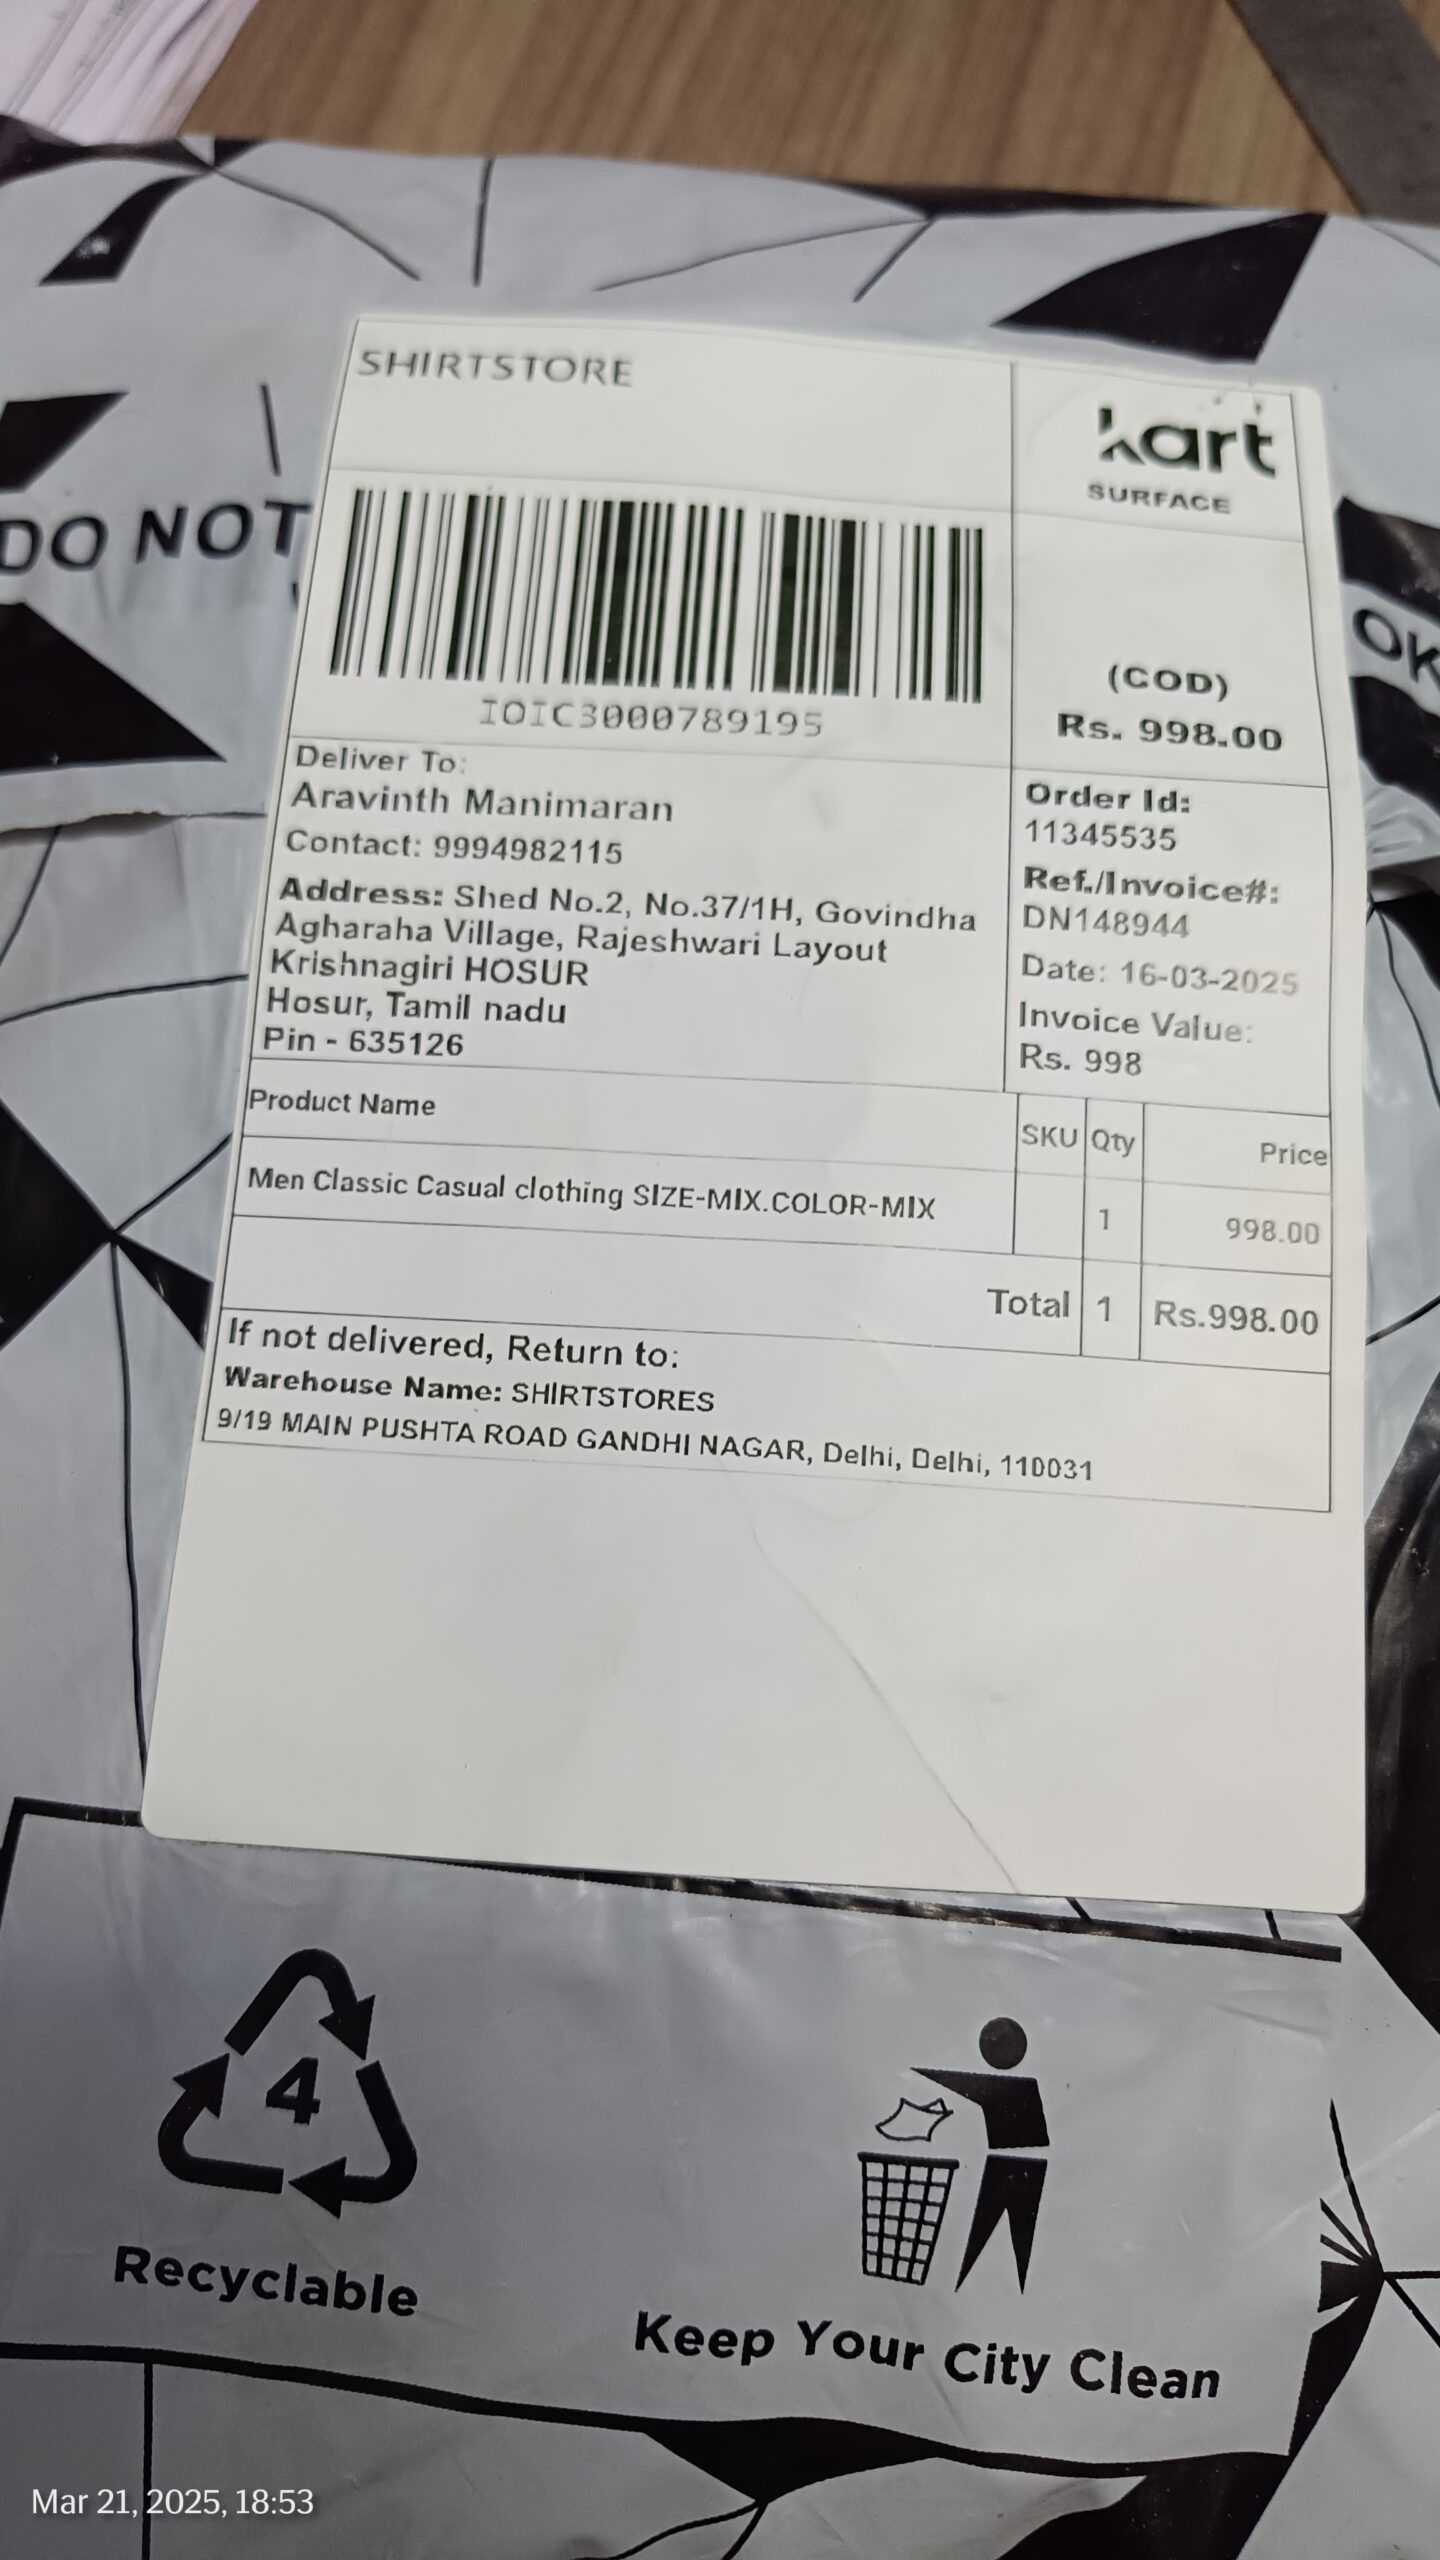 SHIRTSTORE
kart
SURFACE
DO NOT
OK
IOIC3000789195
(COD)
Rs. 998.00
Deliver To:
Aravinth Manimaran
Contact: 9994982115
Address: Shed No.2, No.37/1H, Govindha
Agharaha Village, Rajeshwari Layout
Krishnagiri HOSUR
Hosur, Tamil nadu
Pin - 635126
Order Id:
11345535
Ref./Invoice#:
DN148944
Date: 16-03-2025
Invoice Value:
Rs. 998
Product Name SKU Qty Price
Men Classic Casual clothing SIZE-MIX.COLOR-MIX 1 998.00
Total 1 Rs.998.00
If not delivered, Return to:
Warehouse Name: SHIRTSTORES
9/19 MAIN PUSHTA ROAD GANDHI NAGAR, Delhi, Delhi, 110031
4
Recyclable
Keep Your City Clean
Mar 21, 2025, 18:53